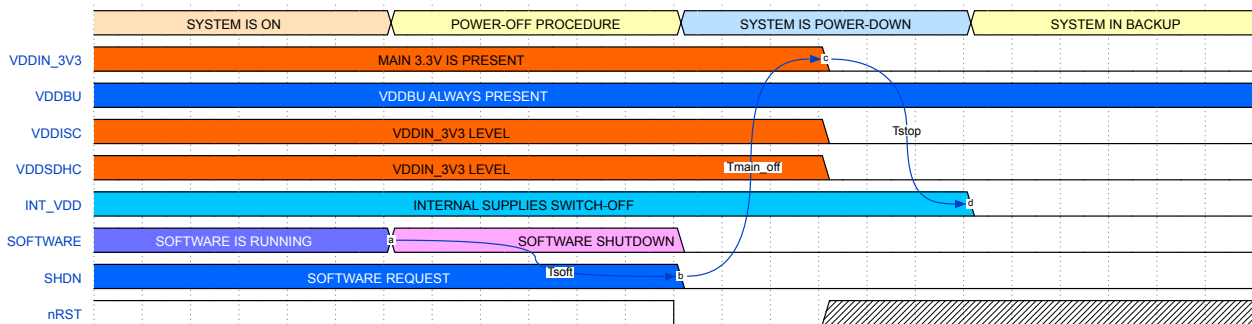 SYSTEM IS ON
POWER-OFF PROCEDURE
SYSTEM IS POWER-DOWN
SYSTEM IN BACKUP
VDDIN_3V3
MAIN 3.3V IS PRESENT
c
VDDBU
VDDBU ALWAYS PRESENT
VDDISC
VDDIN_3V3 LEVEL
Tstop
VDDSDHC
VDDIN_3V3 LEVEL
Tmain_off
INT_VDD
INTERNAL SUPPLIES SWITCH-OFF
d
SOFTWARE
SOFTWARE IS RUNNING
a
SOFTWARE SHUTDOWN
SHDN
SOFTWARE REQUEST
Tsoft
b
nRST